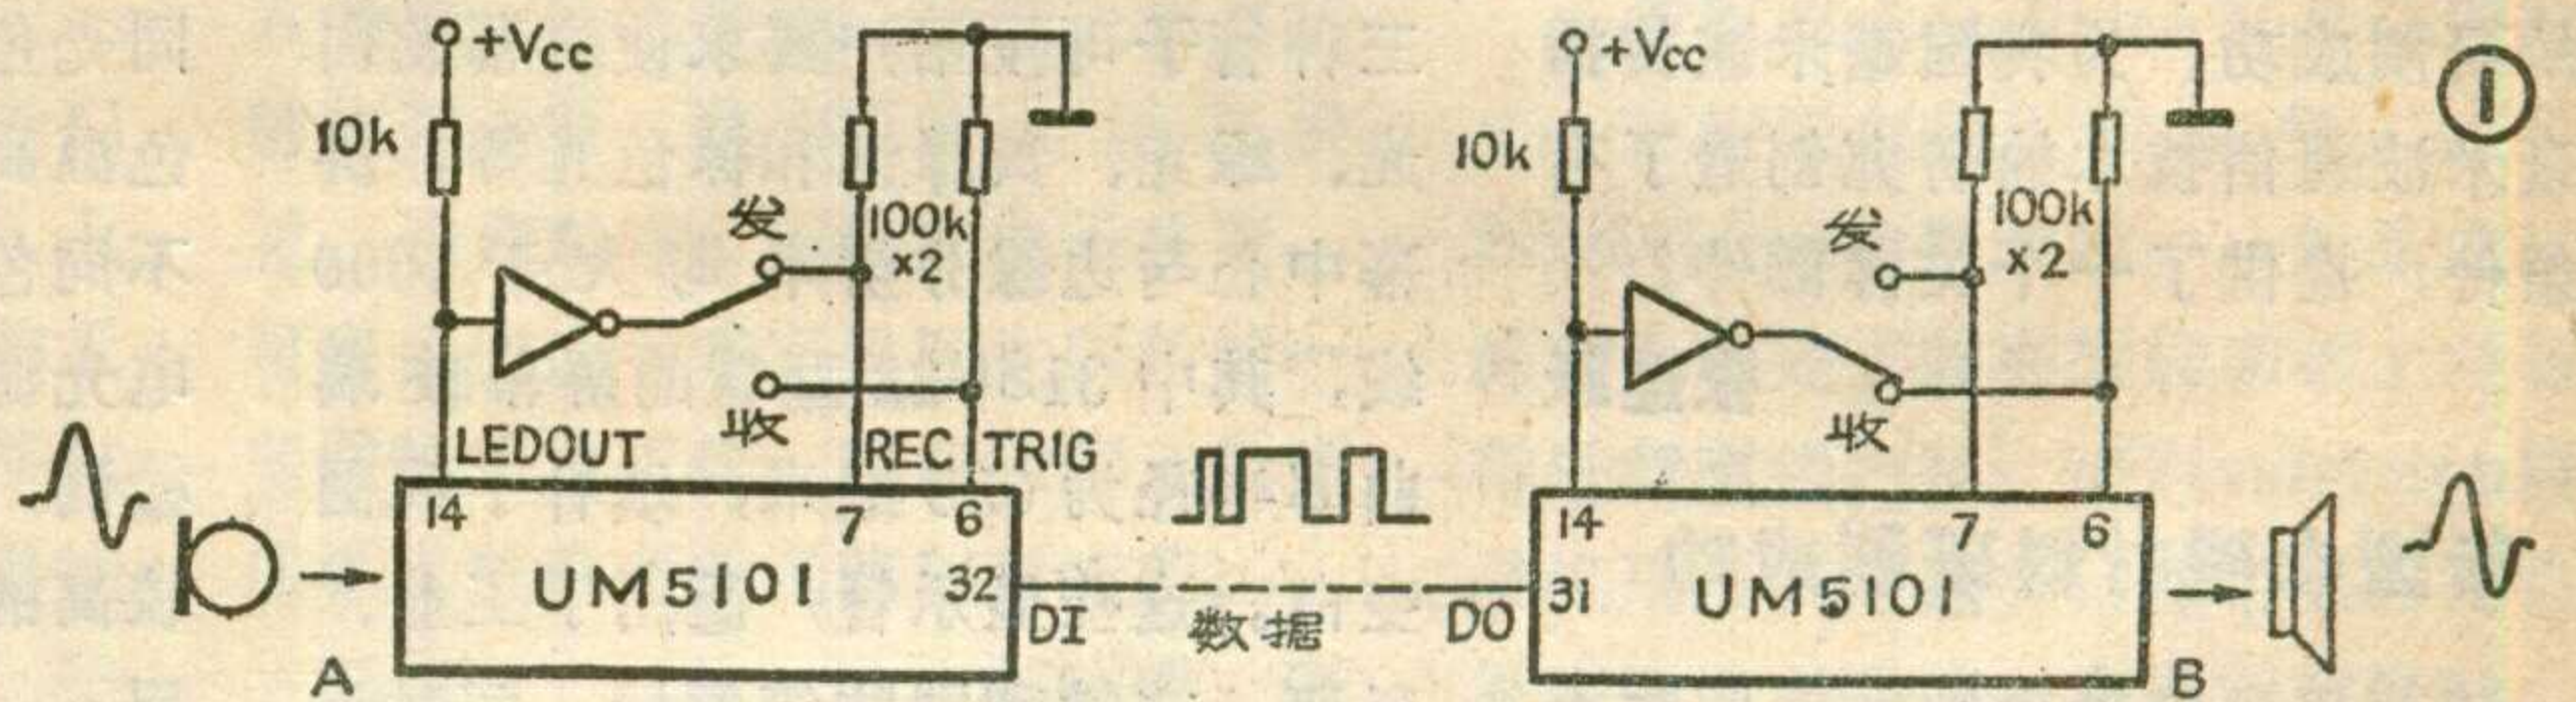 +Vcc
10k
发
100k
×2
收
LEDOUT
REC
TRIG
14
7
6
UM5101
32
DI
A
数据
+Vcc
10k
发
100k
×2
收
14
7
6
DO
31
UM5101
B
①